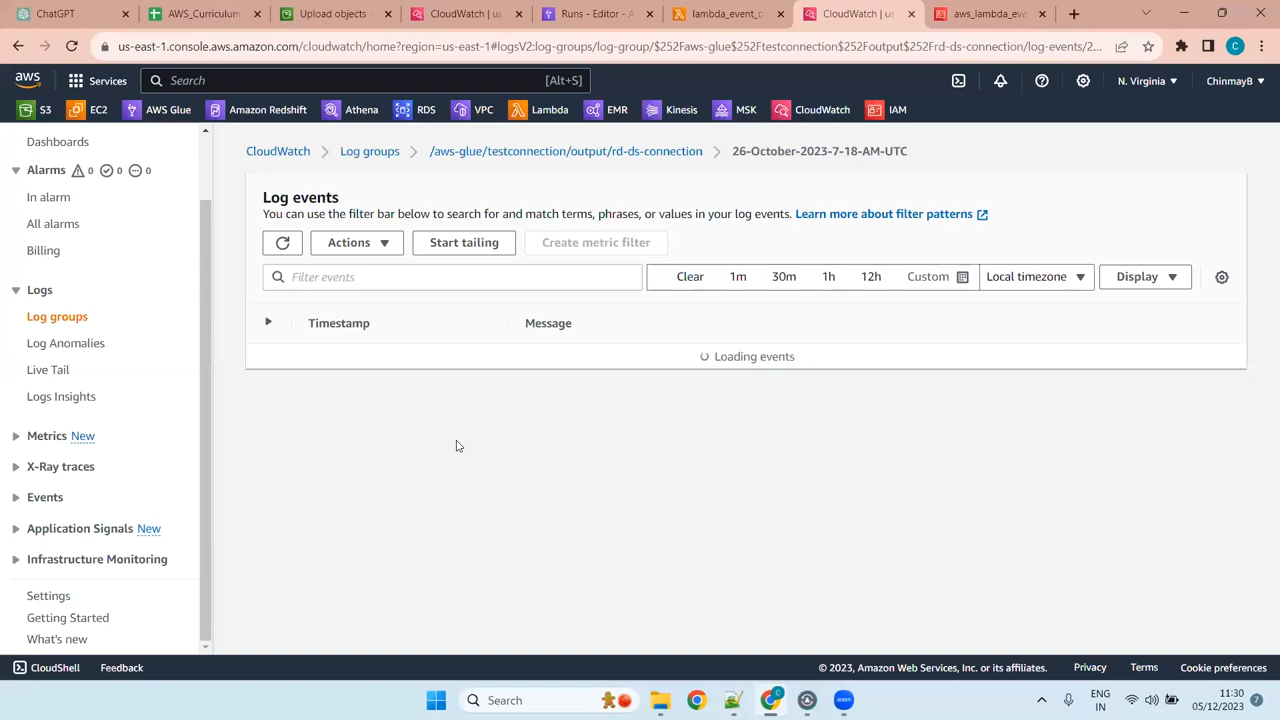 ChatGPT
AWS_Curriculum
Upload objects
CloudWatch | us
Runs - Editor - A
lambda_event_d
CloudWatch | us
aws_lambda_eve
us-east-1.console.aws.amazon.com/cloudwatch/home?region=us-east-1#logsV2:log-groups/log-group/$252Faws-glue$252Ftestconnection$252Foutput$252Frd-ds-connection/log-events/2...
aws
Services
Search
[Alt+S]
N. Virginia
ChinmayB
S3
EC2
AWS Glue
Amazon Redshift
Athena
RDS
VPC
Lambda
EMR
Kinesis
MSK
CloudWatch
IAM
Dashboards
Alarms 0 0 0
In alarm
All alarms
Billing
Logs
Log groups
Log Anomalies
Live Tail
Logs Insights
Metrics New
X-Ray traces
Events
Application Signals New
Infrastructure Monitoring
Settings
Getting Started
What's new
CloudWatch
Log groups
/aws-glue/testconnection/output/rd-ds-connection
26-October-2023-7-18-AM-UTC
Log events
You can use the filter bar below to search for and match terms, phrases, or values in your log events. Learn more about filter patterns
Actions
Start tailing
Create metric filter
Filter events
Clear
1m
30m
1h
12h
Custom
Local timezone
Display
Timestamp
Message
Loading events
CloudShell
Feedback
© 2023, Amazon Web Services, Inc. or its affiliates.
Privacy
Terms
Cookie preferences
Search
zoom
ENG
IN
11:30
05/12/2023
7